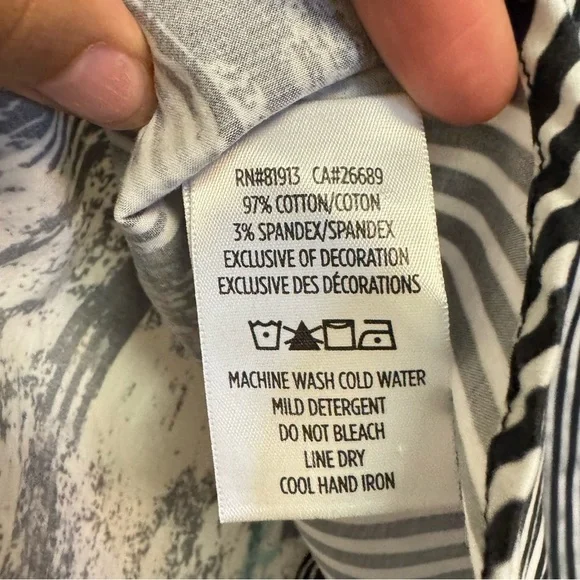 RN#81913 CA#26689
97% COTTON/COTON
3% SPANDEX/SPANDEX
EXCLUSIVE OF DECORATION
EXCLUSIVE DES DÉCORATIONS
MACHINE WASH COLD WATER
MILD DETERGENT
DO NOT BLEACH
LINE DRY
COOL HAND IRON